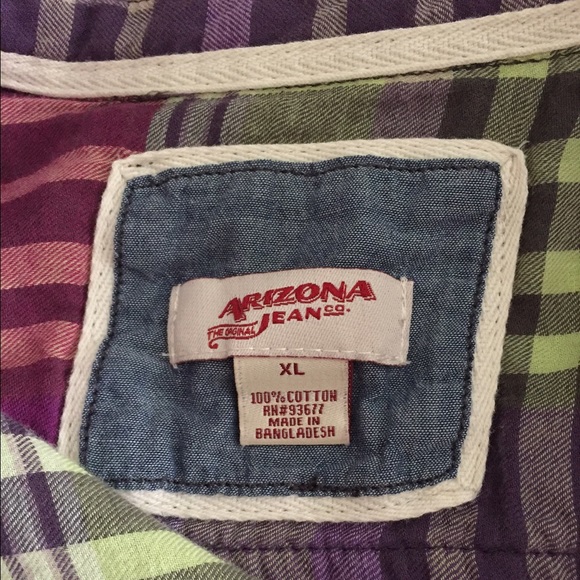 ARIZONA
THE ORIGINAL JEAN CO.
XL
100% COTTON
RN#93677
MADE IN
BANGLADESH